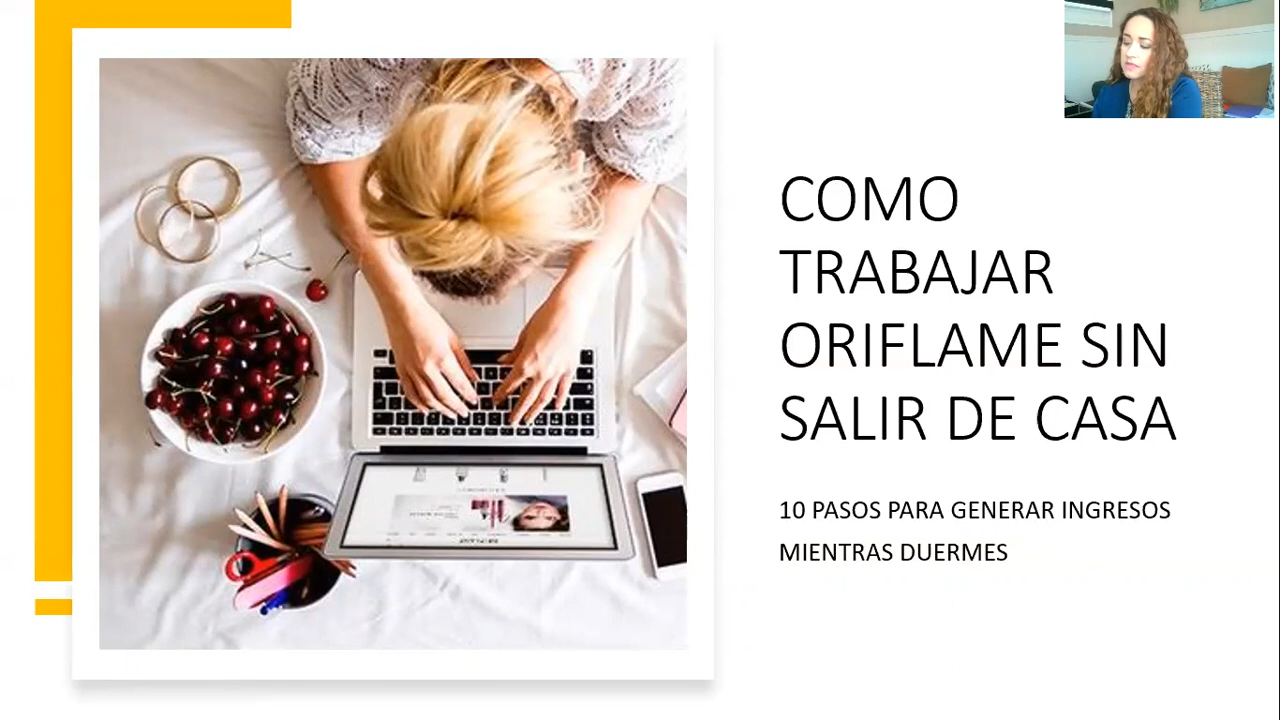 COMO
TRABAJAR
ORIFLAME SIN
SALIR DE CASA
10 PASOS PARA GENERAR INGRESOS
MIENTRAS DUERMES